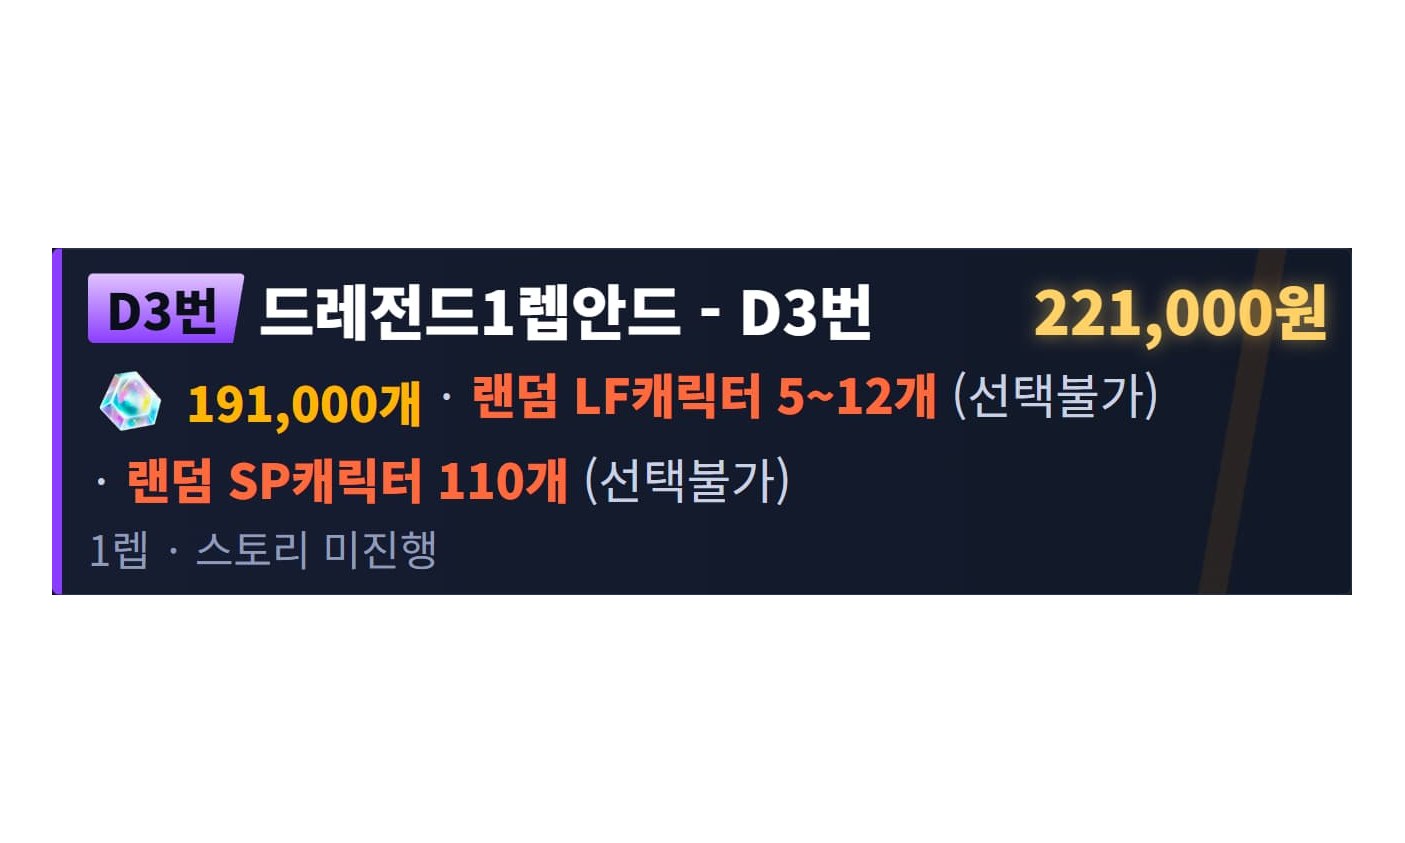 D3번 드레전드1렙안드 - D3번 221,000원
191,000개 · 랜덤 LF캐릭터 5~12개 (선택불가)
· 랜덤 SP캐릭터 110개 (선택불가)
1렙 · 스토리 미진행